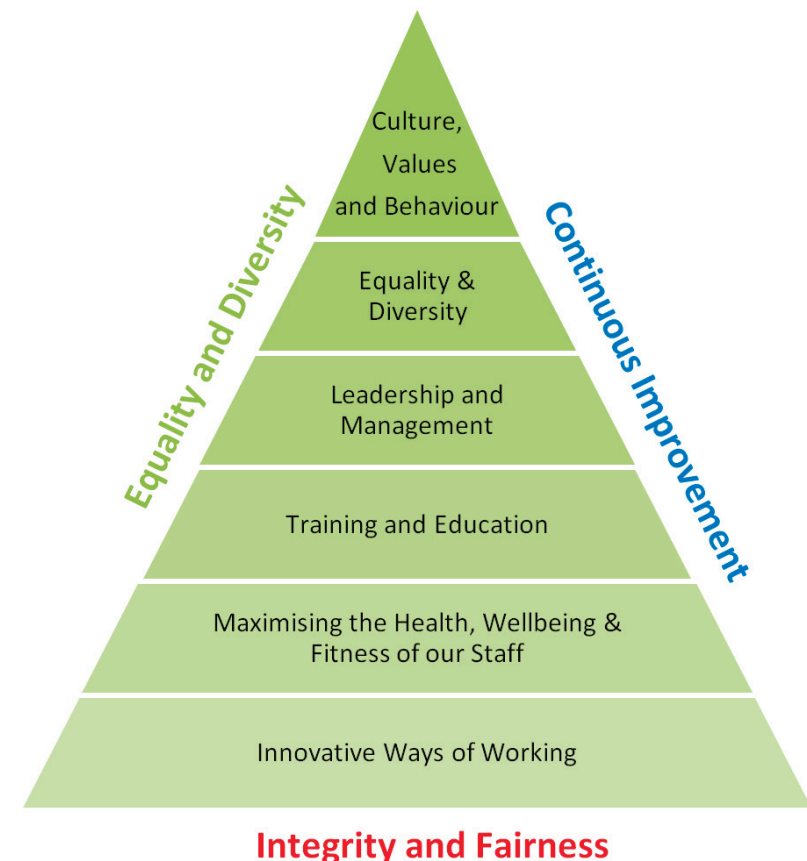 Culture,
Values
and Behaviour
Equality and Diversity
Continuous Improvement
Equality &
Diversity
Leadership and
Management
Training and Education
Maximising the Health, Wellbeing &
Fitness of our Staff
Innovative Ways of Working
Integrity and Fairness